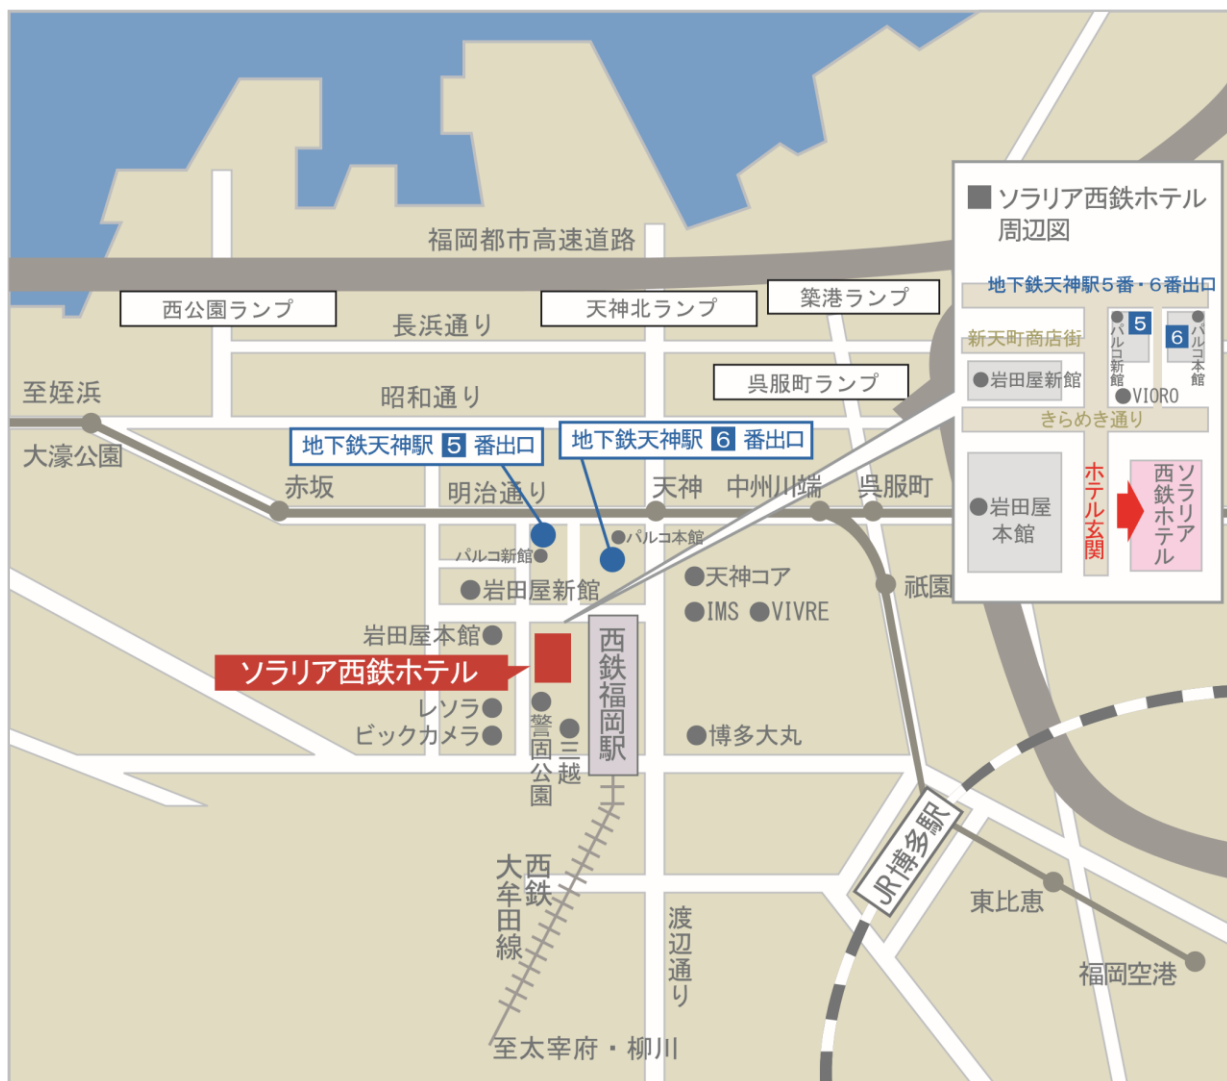 福岡都市高速道路
西公園ランプ
天神北ランプ
築港ランプ
長浜通り
呉服町ランプ
至姪浜
昭和通り
大濠公園
地下鉄天神駅 5 番出口
地下鉄天神駅 6 番出口
赤坂
明治通り
天神
中州川端
呉服町
パルコ新館
パルコ本館
岩田屋新館
天神コア
祇園
IMS
VIVRE
岩田屋本館
ソラリア西鉄ホテル
西鉄福岡駅
レソラ
ビックカメラ
警固公園
三越
博多大丸
JR博多駅
西鉄
大牟田線
渡辺通り
東比恵
福岡空港
至太宰府・柳川
■ ソラリア西鉄ホテル
周辺図
地下鉄天神駅5番・6番出口
新天町商店街
パルコ新館
5
6
パルコ本館
岩田屋新館
VIORO
きらめき通り
岩田屋
本館
ホテル玄関
ソラリア
西鉄ホテル